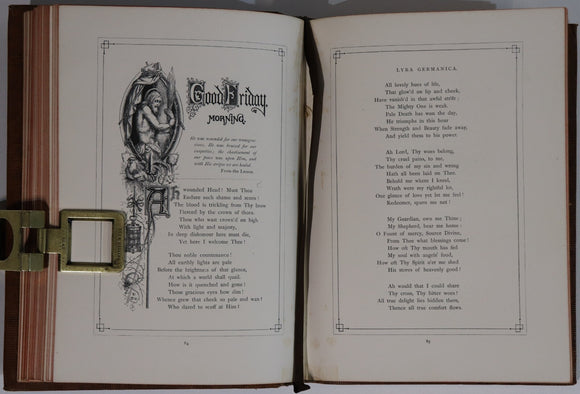 Good Friday.
MORNING.
He was wounded for our transgres-
sions, He was bruised for our
iniquities; the chastisement of
our peace was upon Him, and
with His stripes we are healed.
From the Lesson.
AH wounded Head! Must Thou
Endure such shame and scorn!
The blood is trickling from Thy brow
Pierced by the crown of thorn.
Thou who wast crown'd on high
With light and majesty,
In deep dishonour here must die,
Yet here I welcome Thee!
Thou noble countenance!
All earthly lights are pale
Before the brightness of that glance,
At which a world shall quail.
How is it quenched and gone!
Those gracious eyes how dim!
Whence grew that cheek so pale and wan?
Who dared to scoff at Him?
84
LYRA GERMANICA.
All lovely hues of life,
That glow'd on lip and cheek,
Have vanish'd in that awful strife;
The Mighty One is weak.
Pale Death has won the day,
He triumphs in this hour
When Strength and Beauty fade away,
And yield them to his power.
Ah Lord, Thy woes belong,
Thy cruel pains, to me,
The burden of my sin and wrong
Hath all been laid on Thee.
Behold me where I kneel,
Wrath were my rightful lot,
One glance of love yet let me feel!
Redeemer, spurn me not!
My Guardian, own me Thine;
My Shepherd, bear me home:
O Fount of mercy, Source Divine,
From Thee what blessings come!
How oft Thy mouth has fed
My soul with angels' food,
How oft Thy Spirit o'er me shed
His stores of heavenly good!
Ah would that I could share
Thy cross, Thy bitter woes!
All true delight lies hidden there,
Thence all true comfort flows.
85